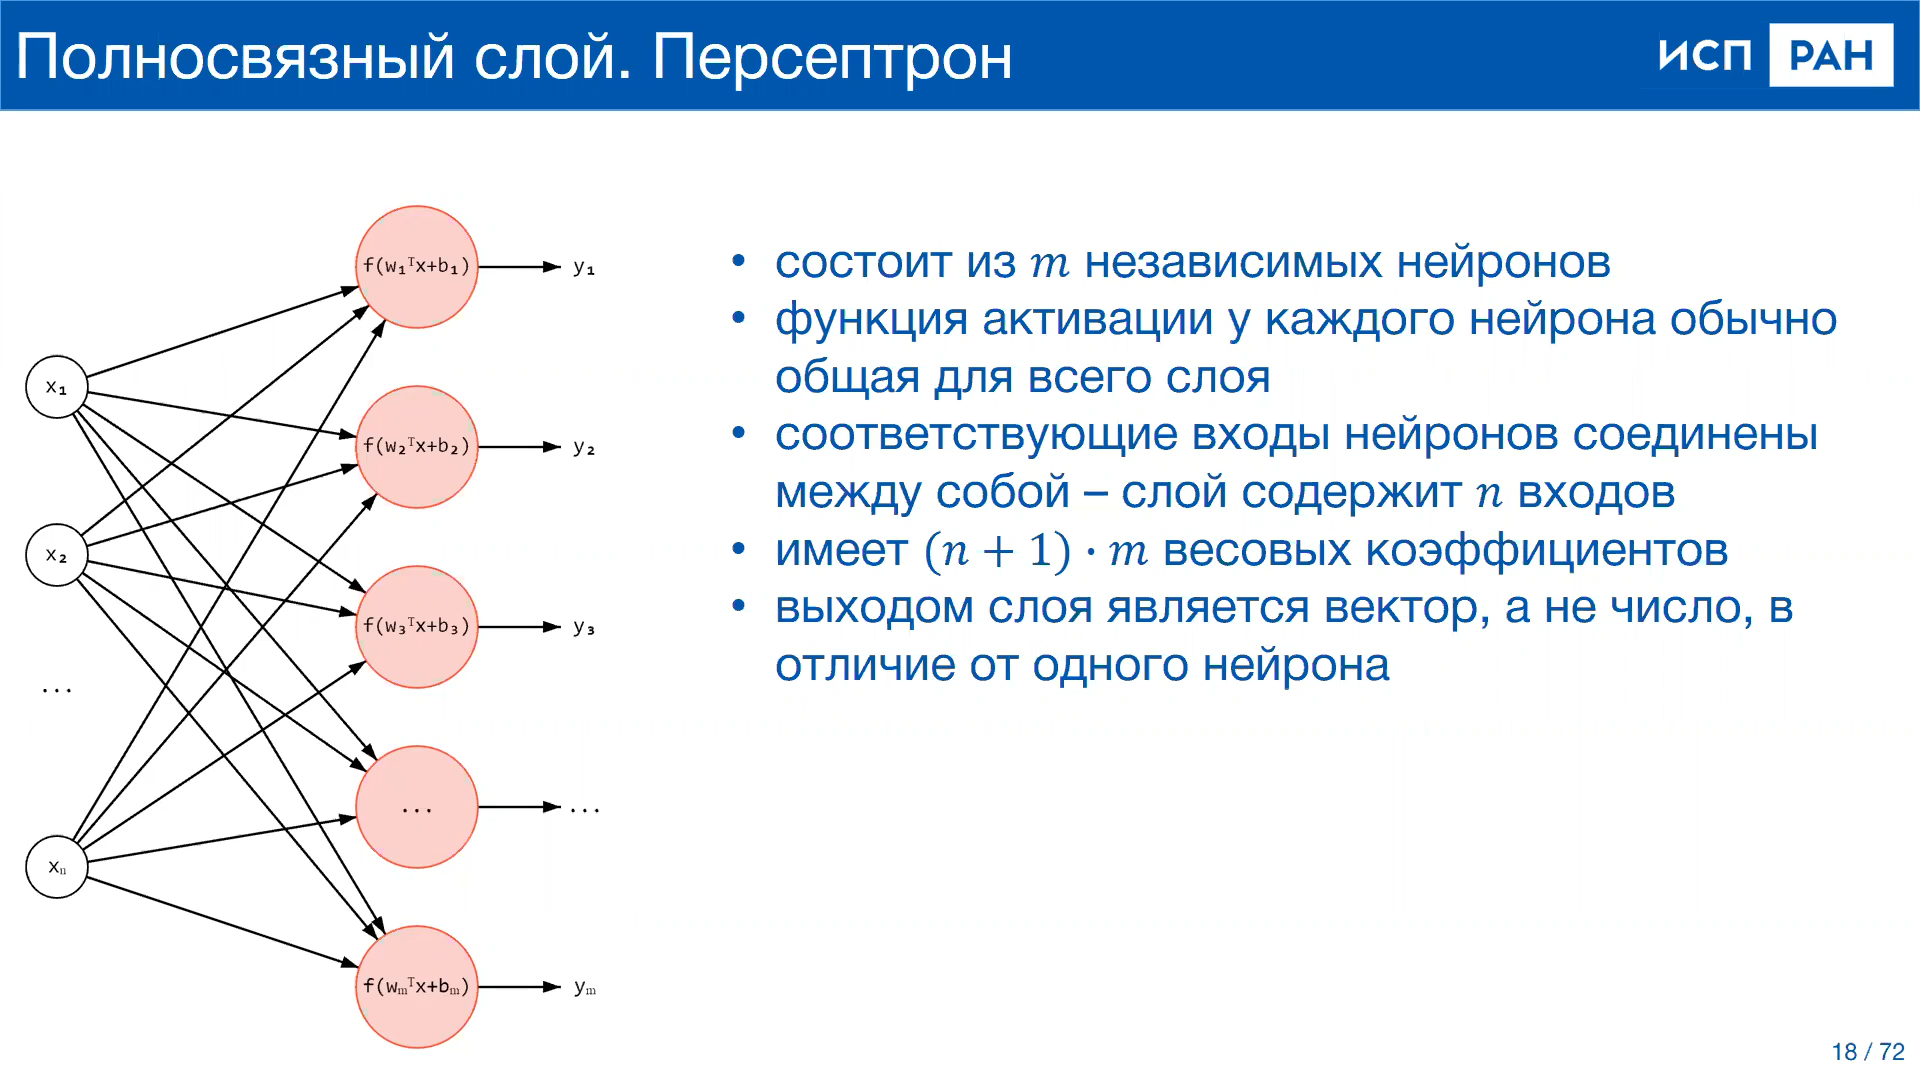 Полносвязный слой. Персептрон
ИСП РАН
f(w₁ᵀx+b₁)
y₁
x₁
f(w₂ᵀx+b₂)
y₂
x₂
f(w₃ᵀx+b₃)
y₃
...
...
...
xₙ
f(wₘᵀx+bₘ)
yₘ
• состоит из m независимых нейронов
• функция активации у каждого нейрона обычно
общая для всего слоя
• соответствующие входы нейронов соединены
между собой – слой содержит n входов
• имеет (n + 1) · m весовых коэффициентов
• выходом слоя является вектор, а не число, в
отличие от одного нейрона
18 / 72